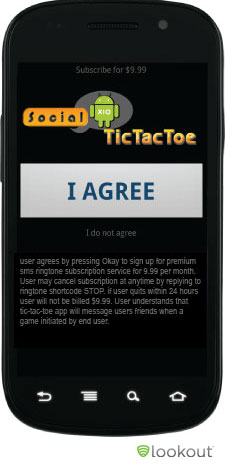 Subscribe for $9.99
Social
XIO
TicTacToe
I AGREE
I do not agree
user agrees by pressing Okay to sign up for premium
sms ringtone subscription service for 9.99 per month.
User may cancel subscription at anytime by replying to
ringtone shortcode STOP. if user quits within 24 hours
user will not be billed $9.99. User understands that
tic-tac-toe app will message users friends when a
game initiated by end user.
lookout